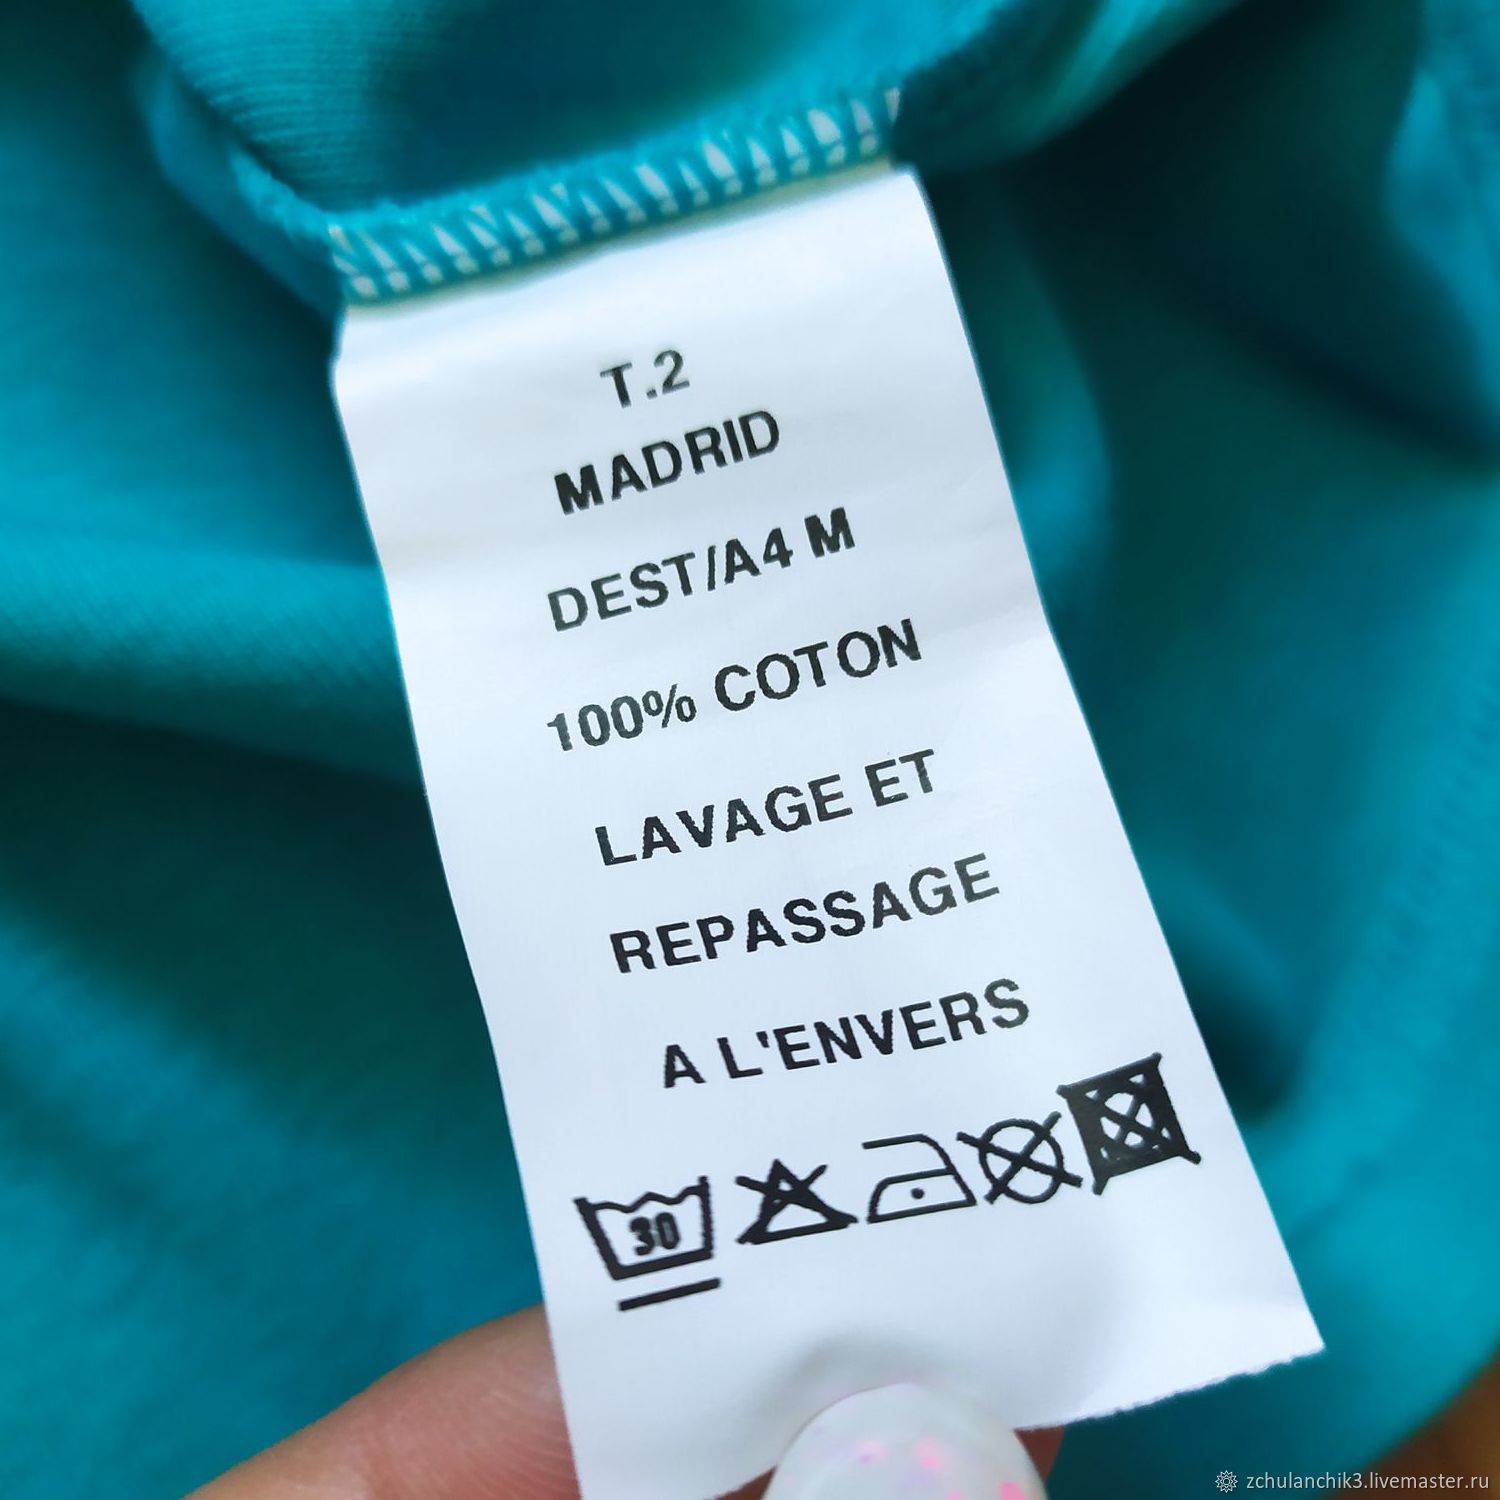 T.2
MADRID
DEST/A4 M
100% COTON
LAVAGE ET
REPASSAGE
A L'ENVERS
30
zchulanchik3.livemaster.ru